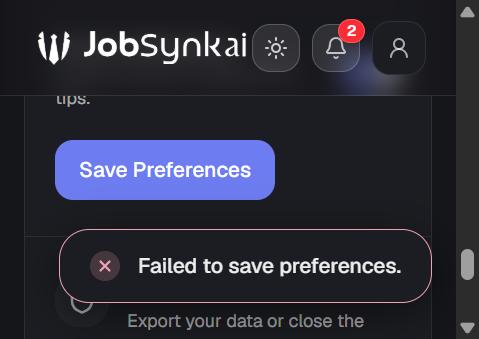 JobSynkai
2
tips.
Save Preferences
Failed to save preferences.
Export your data or close the